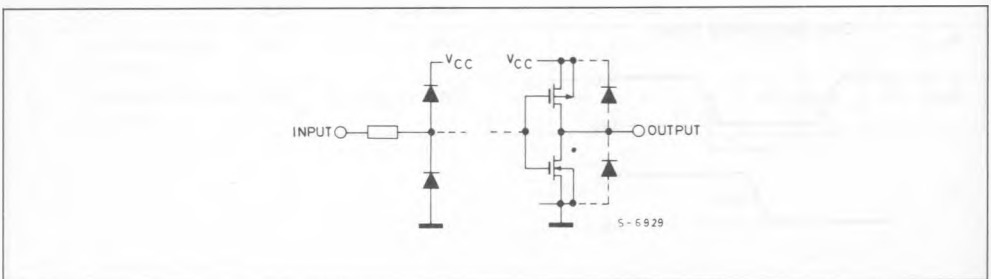 VCC
VCC
INPUT
OUTPUT
S-6929